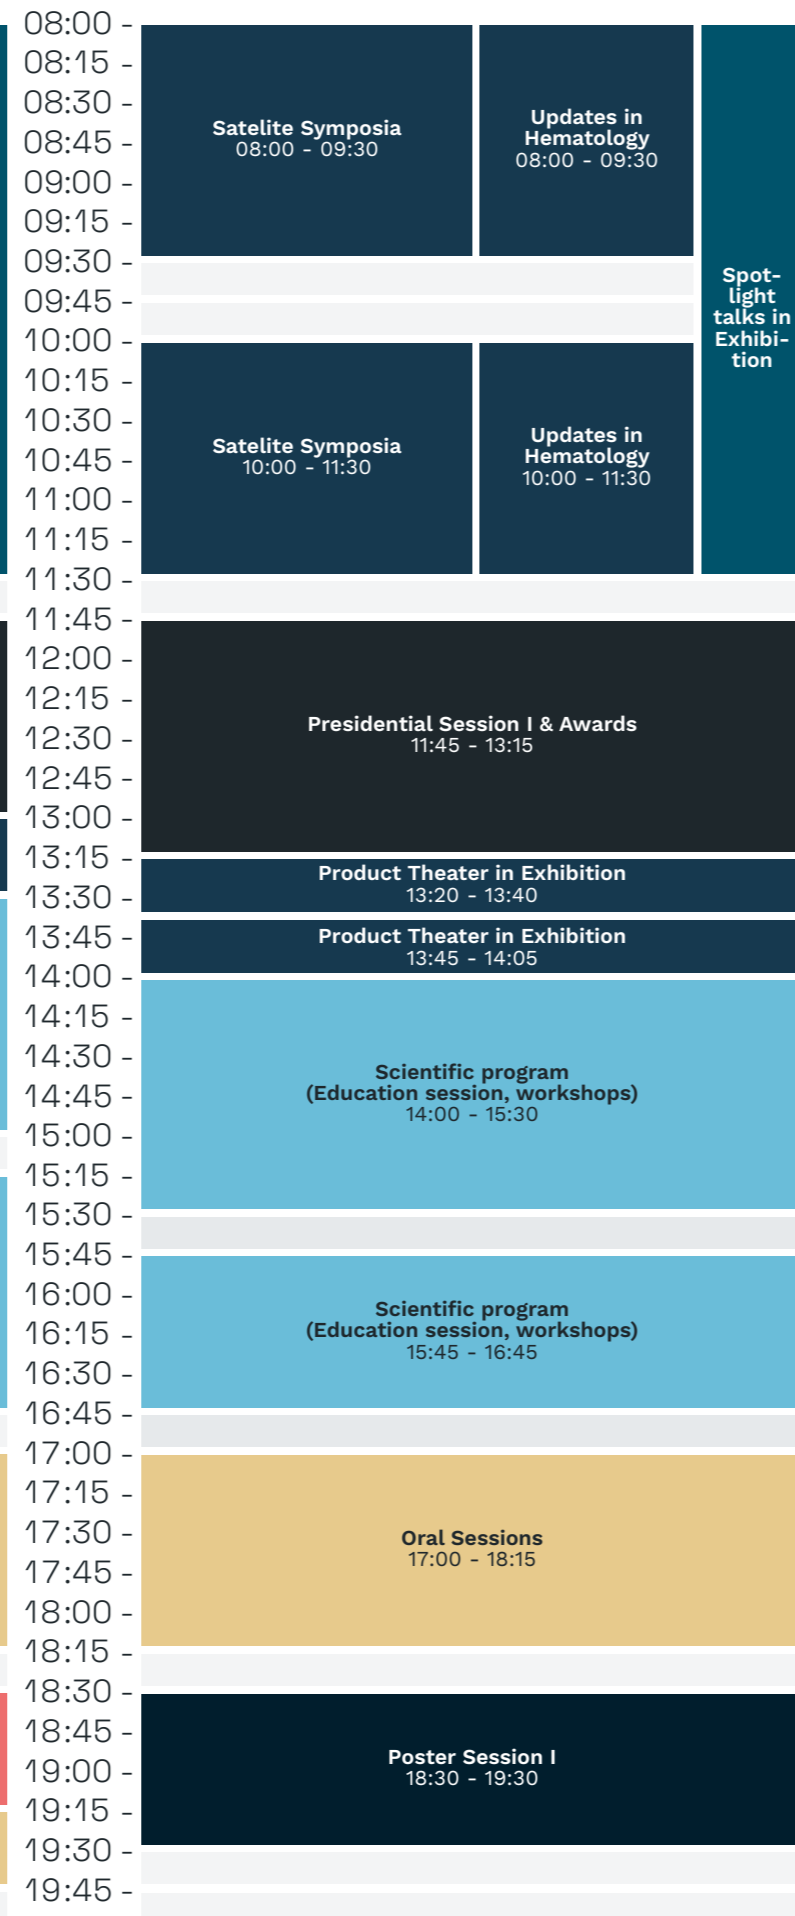 08:00 -
08:15 -
08:30 -
08:45 -
09:00 -
09:15 -
09:30 -
09:45 -
10:00 -
10:15 -
10:30 -
10:45 -
11:00 -
11:15 -
11:30 -
11:45 -
12:00 -
12:15 -
12:30 -
12:45 -
13:00 -
13:15 -
13:30 -
13:45 -
14:00 -
14:15 -
14:30 -
14:45 -
15:00 -
15:15 -
15:30 -
15:45 -
16:00 -
16:15 -
16:30 -
16:45 -
17:00 -
17:15 -
17:30 -
17:45 -
18:00 -
18:15 -
18:30 -
18:45 -
19:00 -
19:15 -
19:30 -
19:45 -
Satelite Symposia
08:00 - 09:30
Updates in
Hematology
08:00 - 09:30
Spot-
light
talks in
Exhibi-
tion
Satelite Symposia
10:00 - 11:30
Updates in
Hematology
10:00 - 11:30
Presidential Session I & Awards
11:45 - 13:15
Product Theater in Exhibition
13:20 - 13:40
Product Theater in Exhibition
13:45 - 14:05
Scientific program
(Education session, workshops)
14:00 - 15:30
Scientific program
(Education session, workshops)
15:45 - 16:45
Oral Sessions
17:00 - 18:15
Poster Session I
18:30 - 19:30